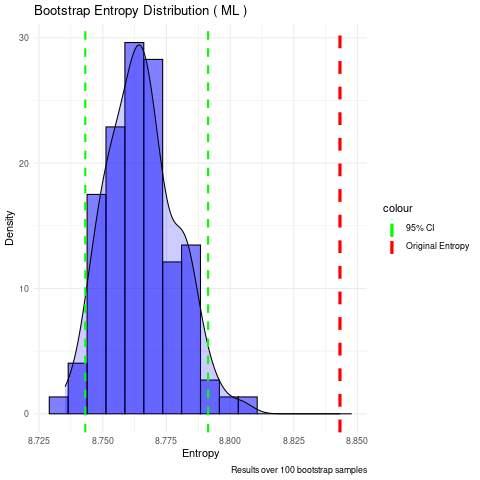 Bootstrap Entropy Distribution ( ML )
30
20
10
0
Density
8.725 8.750 8.775 8.800 8.825 8.850
Entropy
colour
95% CI
Original Entropy
Results over 100 bootstrap samples